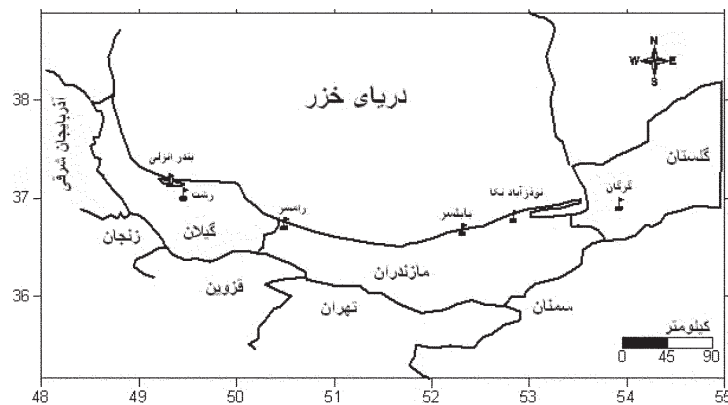 N
W E
S
38
37
36
دریای خزر
آذربایجان شرقی
گلستان
بندر انزلی
رشت
رامسر
بابلسر
نوذرآباد نکا
گرگان
گیلان
زنجان
مازندران
قزوین
تهران
سمنان
کیلومتر
0 45 90
48 49 50 51 52 53 54 55